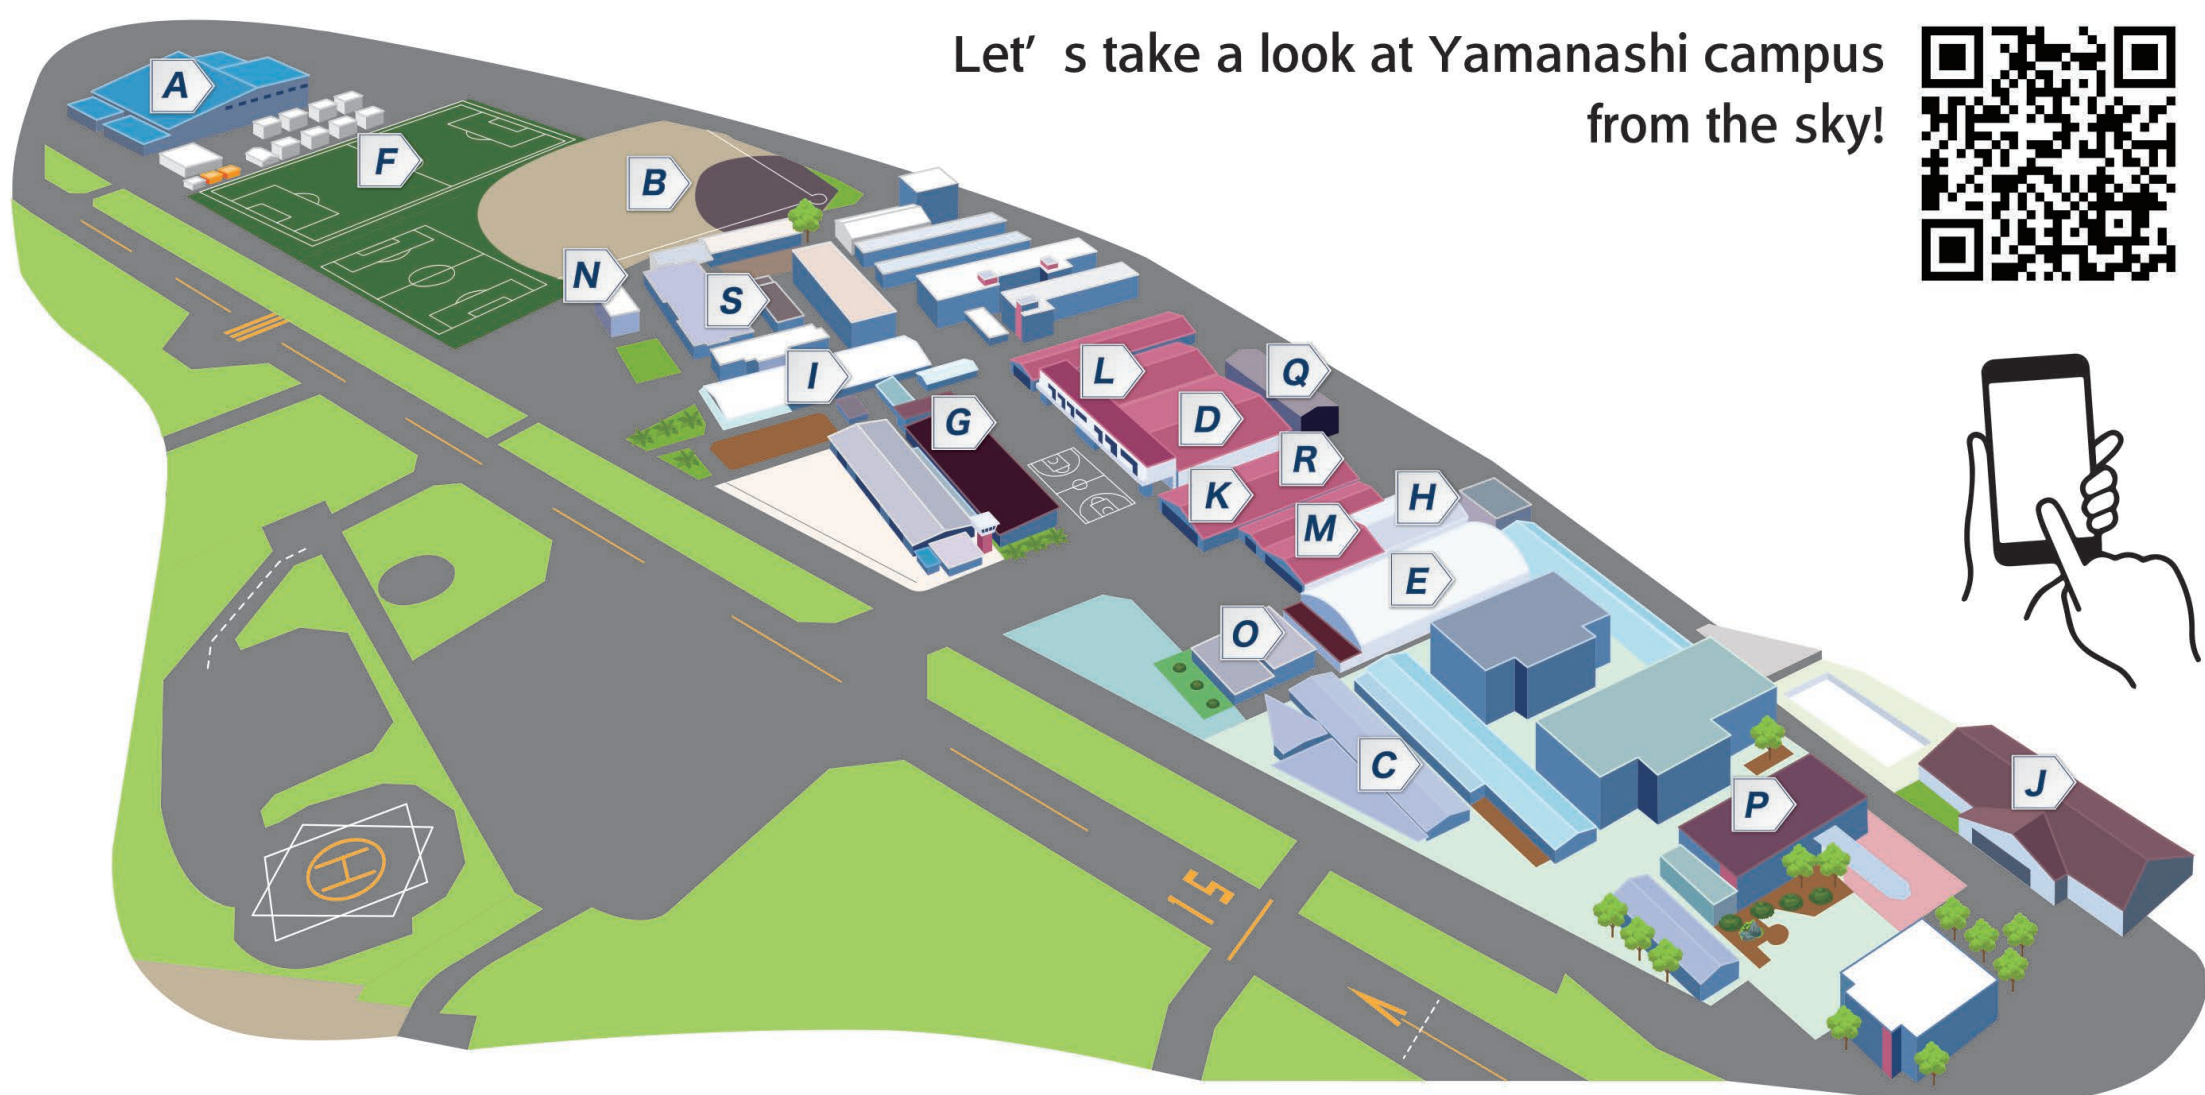 Let's take a look at Yamanashi campus
from the sky!
A
F
B
N
S
I
G
L
Q
D
R
K
H
M
E
O
C
P
J
H
15